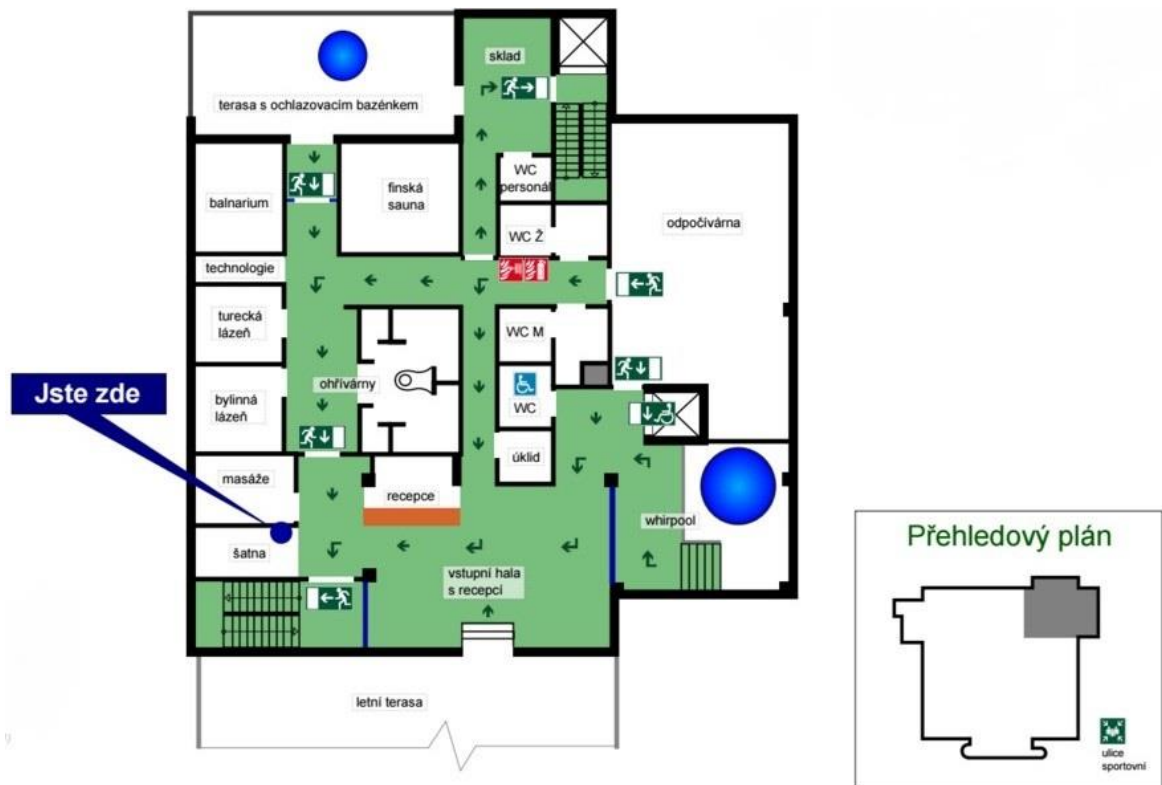 sklad
terasa s ochlazovacim bazénkem
WC
personál
balnarium
finská
sauna
odpočívárna
WC Ž
technologie
turecká
lázeň
WC M
Jste zde
ohřívárny
bylinná
lázeň
WC
úklid
masáže
recepce
whirpool
šatna
vstupní hala
s recepcí
letní terasa
Přehledový plán
ulice
sportovní